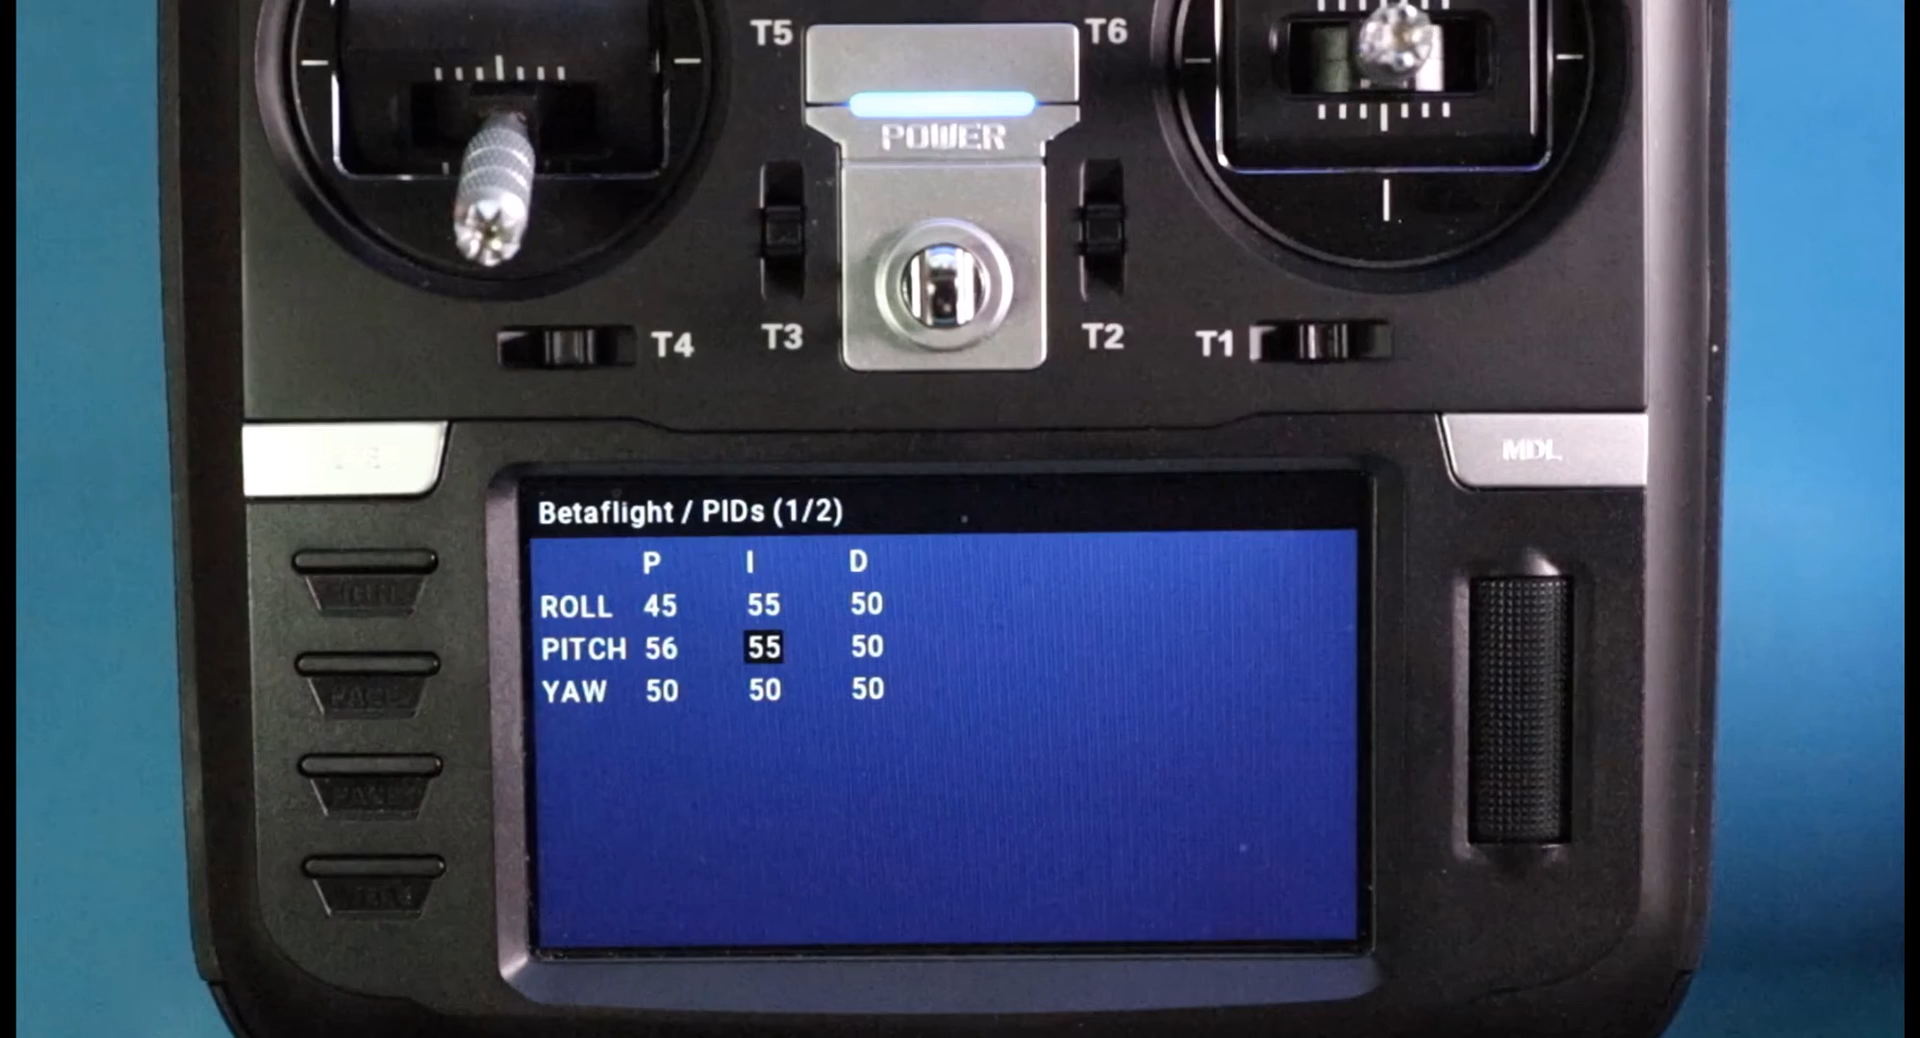 T5 T6
POWER
T4 T3 T2 T1
MDL
Betaflight / PIDs (1/2)
P I D
ROLL 45 55 50
PITCH 56 55 50
YAW 50 50 50